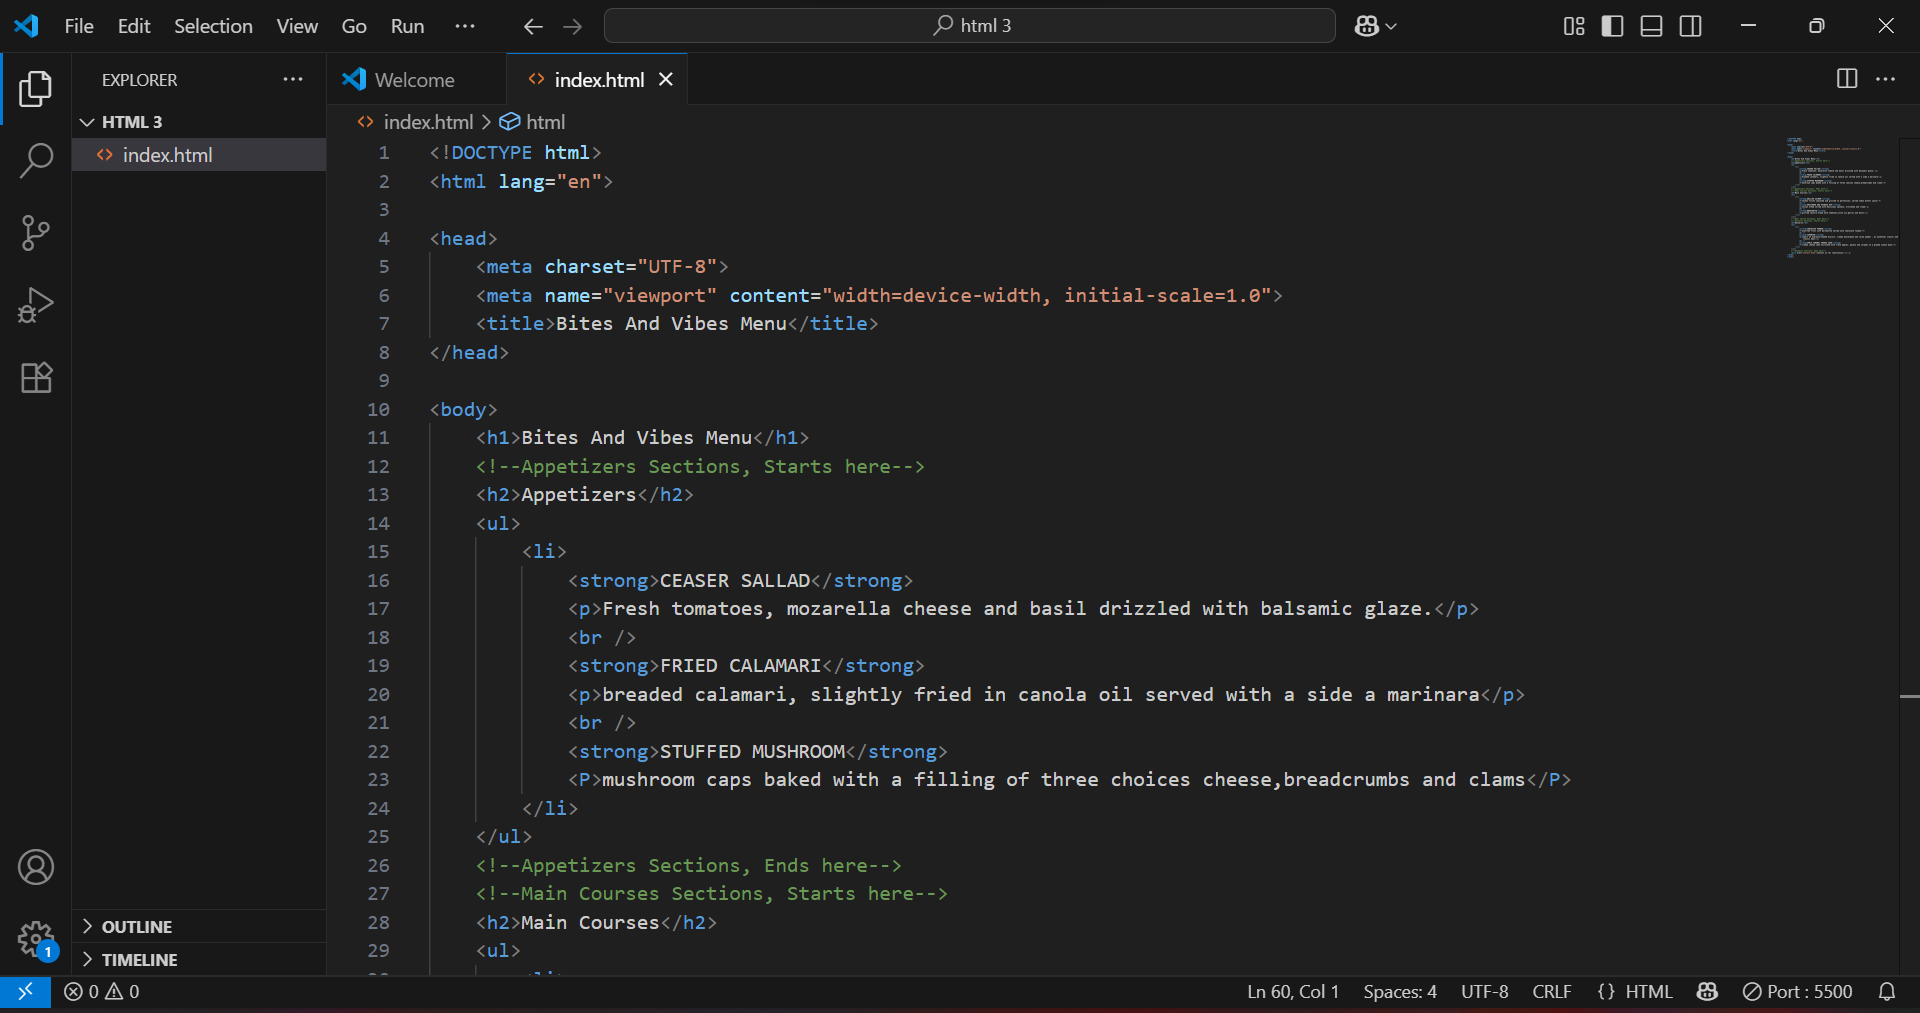 File Edit Selection View Go Run ... html 3
EXPLORER ...
HTML 3
index.html
OUTLINE
TIMELINE
Welcome
index.html
index.html > html
1 <!DOCTYPE html>
2 <html lang="en">
3
4 <head>
5 <meta charset="UTF-8">
6 <meta name="viewport" content="width=device-width, initial-scale=1.0">
7 <title>Bites And Vibes Menu</title>
8 </head>
9
10 <body>
11 <h1>Bites And Vibes Menu</h1>
12 <!--Appetizers Sections, Starts here-->
13 <h2>Appetizers</h2>
14 <ul>
15 <li>
16 <strong>CEASER SALLAD</strong>
17 <p>Fresh tomatoes, mozarella cheese and basil drizzled with balsamic glaze.</p>
18 <br />
19 <strong>FRIED CALAMARI</strong>
20 <p>breaded calamari, slightly fried in canola oil served with a side a marinara</p>
21 <br />
22 <strong>STUFFED MUSHROOM</strong>
23 <P>mushroom caps baked with a filling of three choices cheese,breadcrumbs and clams</P>
24 </li>
25 </ul>
26 <!--Appetizers Sections, Ends here-->
27 <!--Main Courses Sections, Starts here-->
28 <h2>Main Courses</h2>
29 <ul>
1
0 0 Ln 60, Col 1 Spaces: 4 UTF-8 CRLF {} HTML Port : 5500